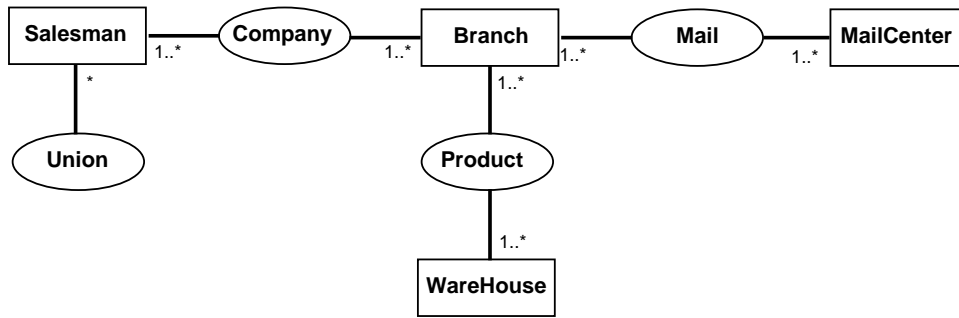 Salesman
Company
Branch
Mail
MailCenter
1..*
1..*
1..*
1..*
*
1..*
Union
Product
1..*
WareHouse